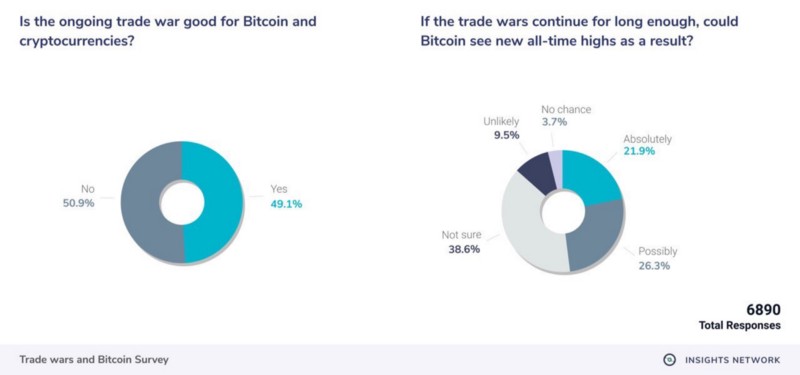 Is the ongoing trade war good for Bitcoin and
cryptocurrencies?
No
50.9%
Yes
49.1%
If the trade wars continue for long enough, could
Bitcoin see new all-time highs as a result?
No chance
3.7%
Unlikely
9.5%
Absolutely
21.9%
Not sure
38.6%
Possibly
26.3%
6890
Total Responses
Trade wars and Bitcoin Survey
INSIGHTS NETWORK